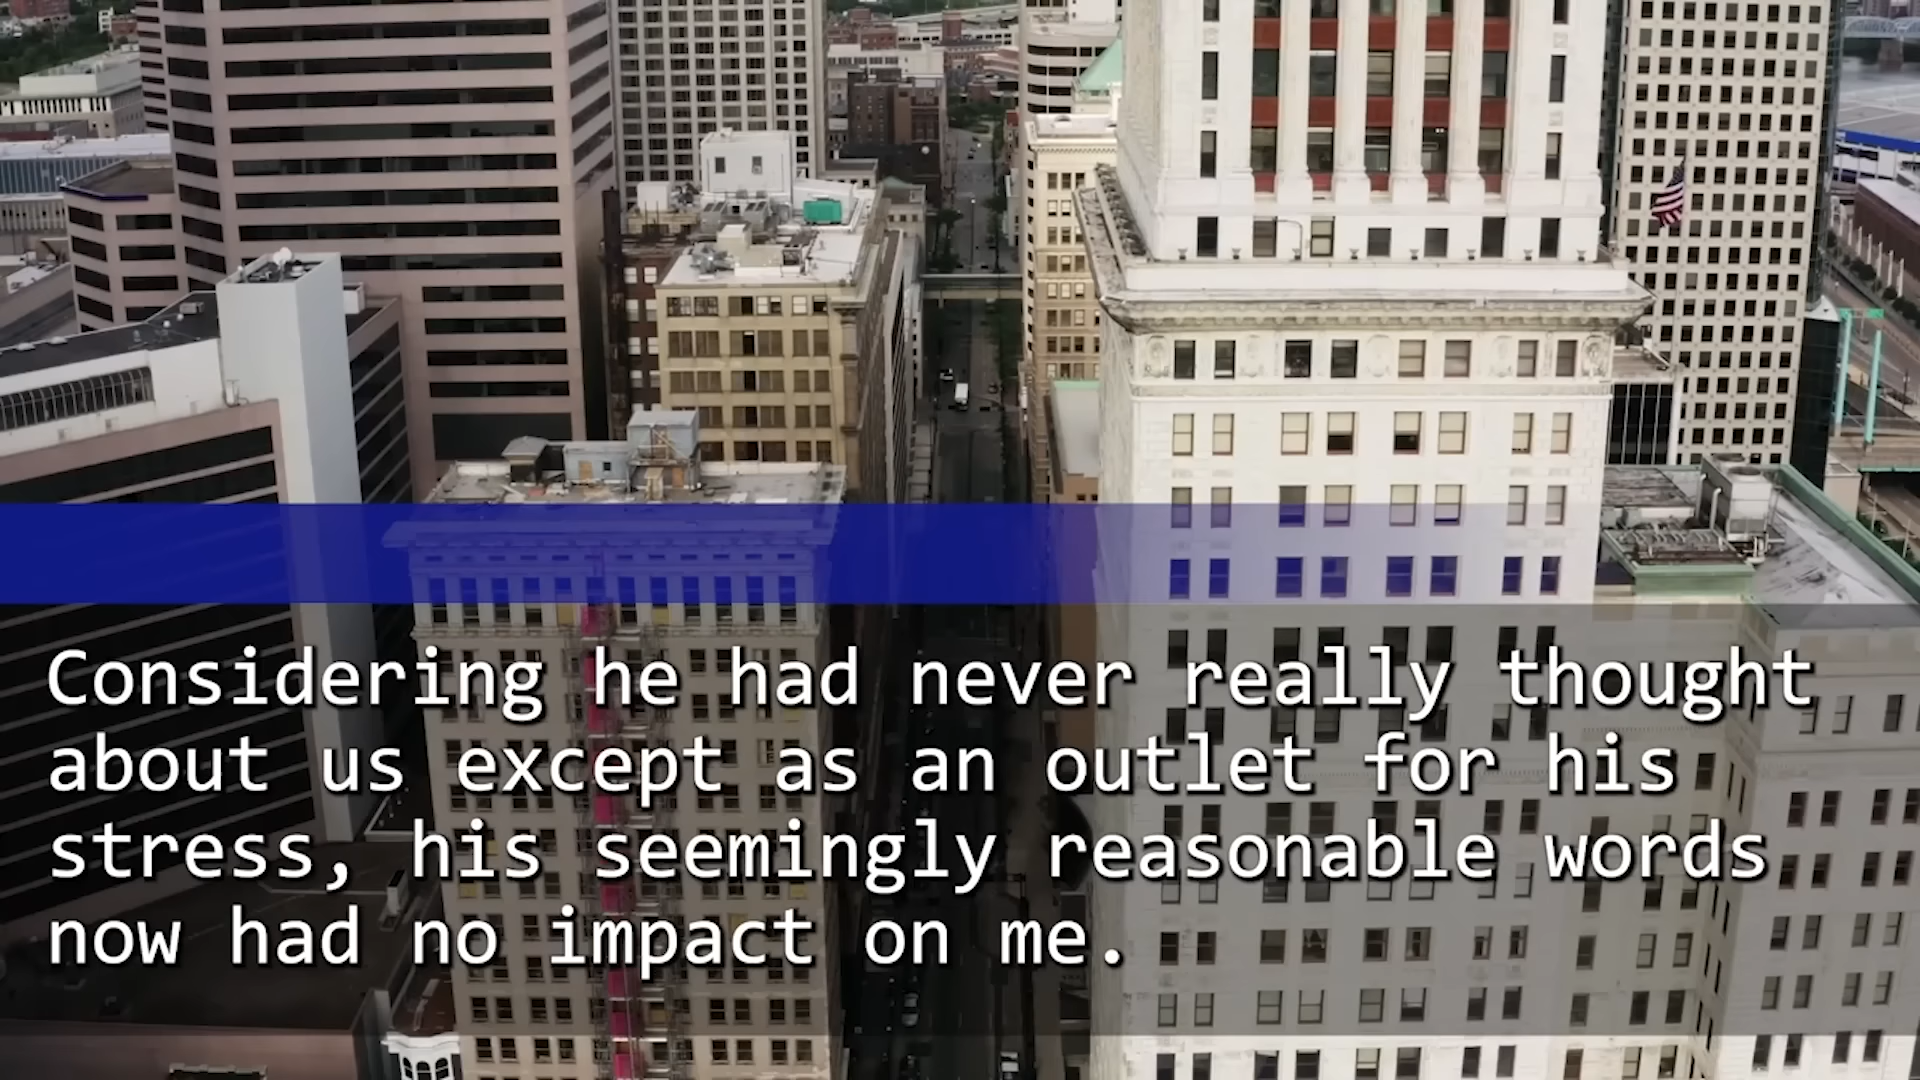 Considering he had never really thought
about us except as an outlet for his
stress, his seemingly reasonable words
now had no impact on me.